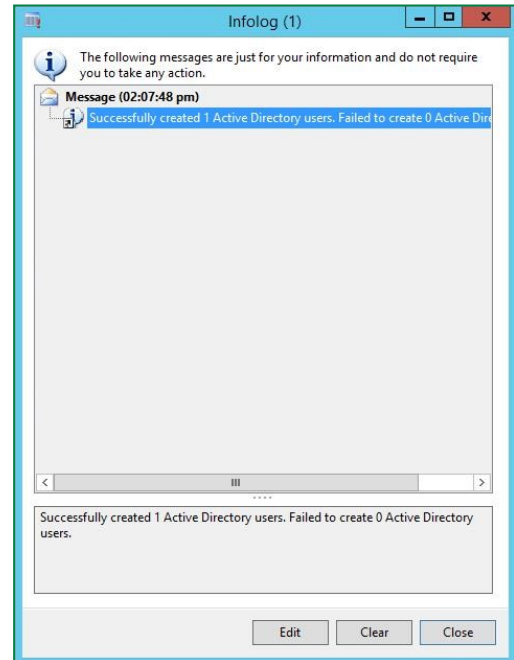 Infolog (1)
The following messages are just for your information and do not require
you to take any action.
Message (02:07:48 pm)
Successfully created 1 Active Directory users. Failed to create 0 Active Dire
Successfully created 1 Active Directory users. Failed to create 0 Active Directory
users.
Edit Clear Close